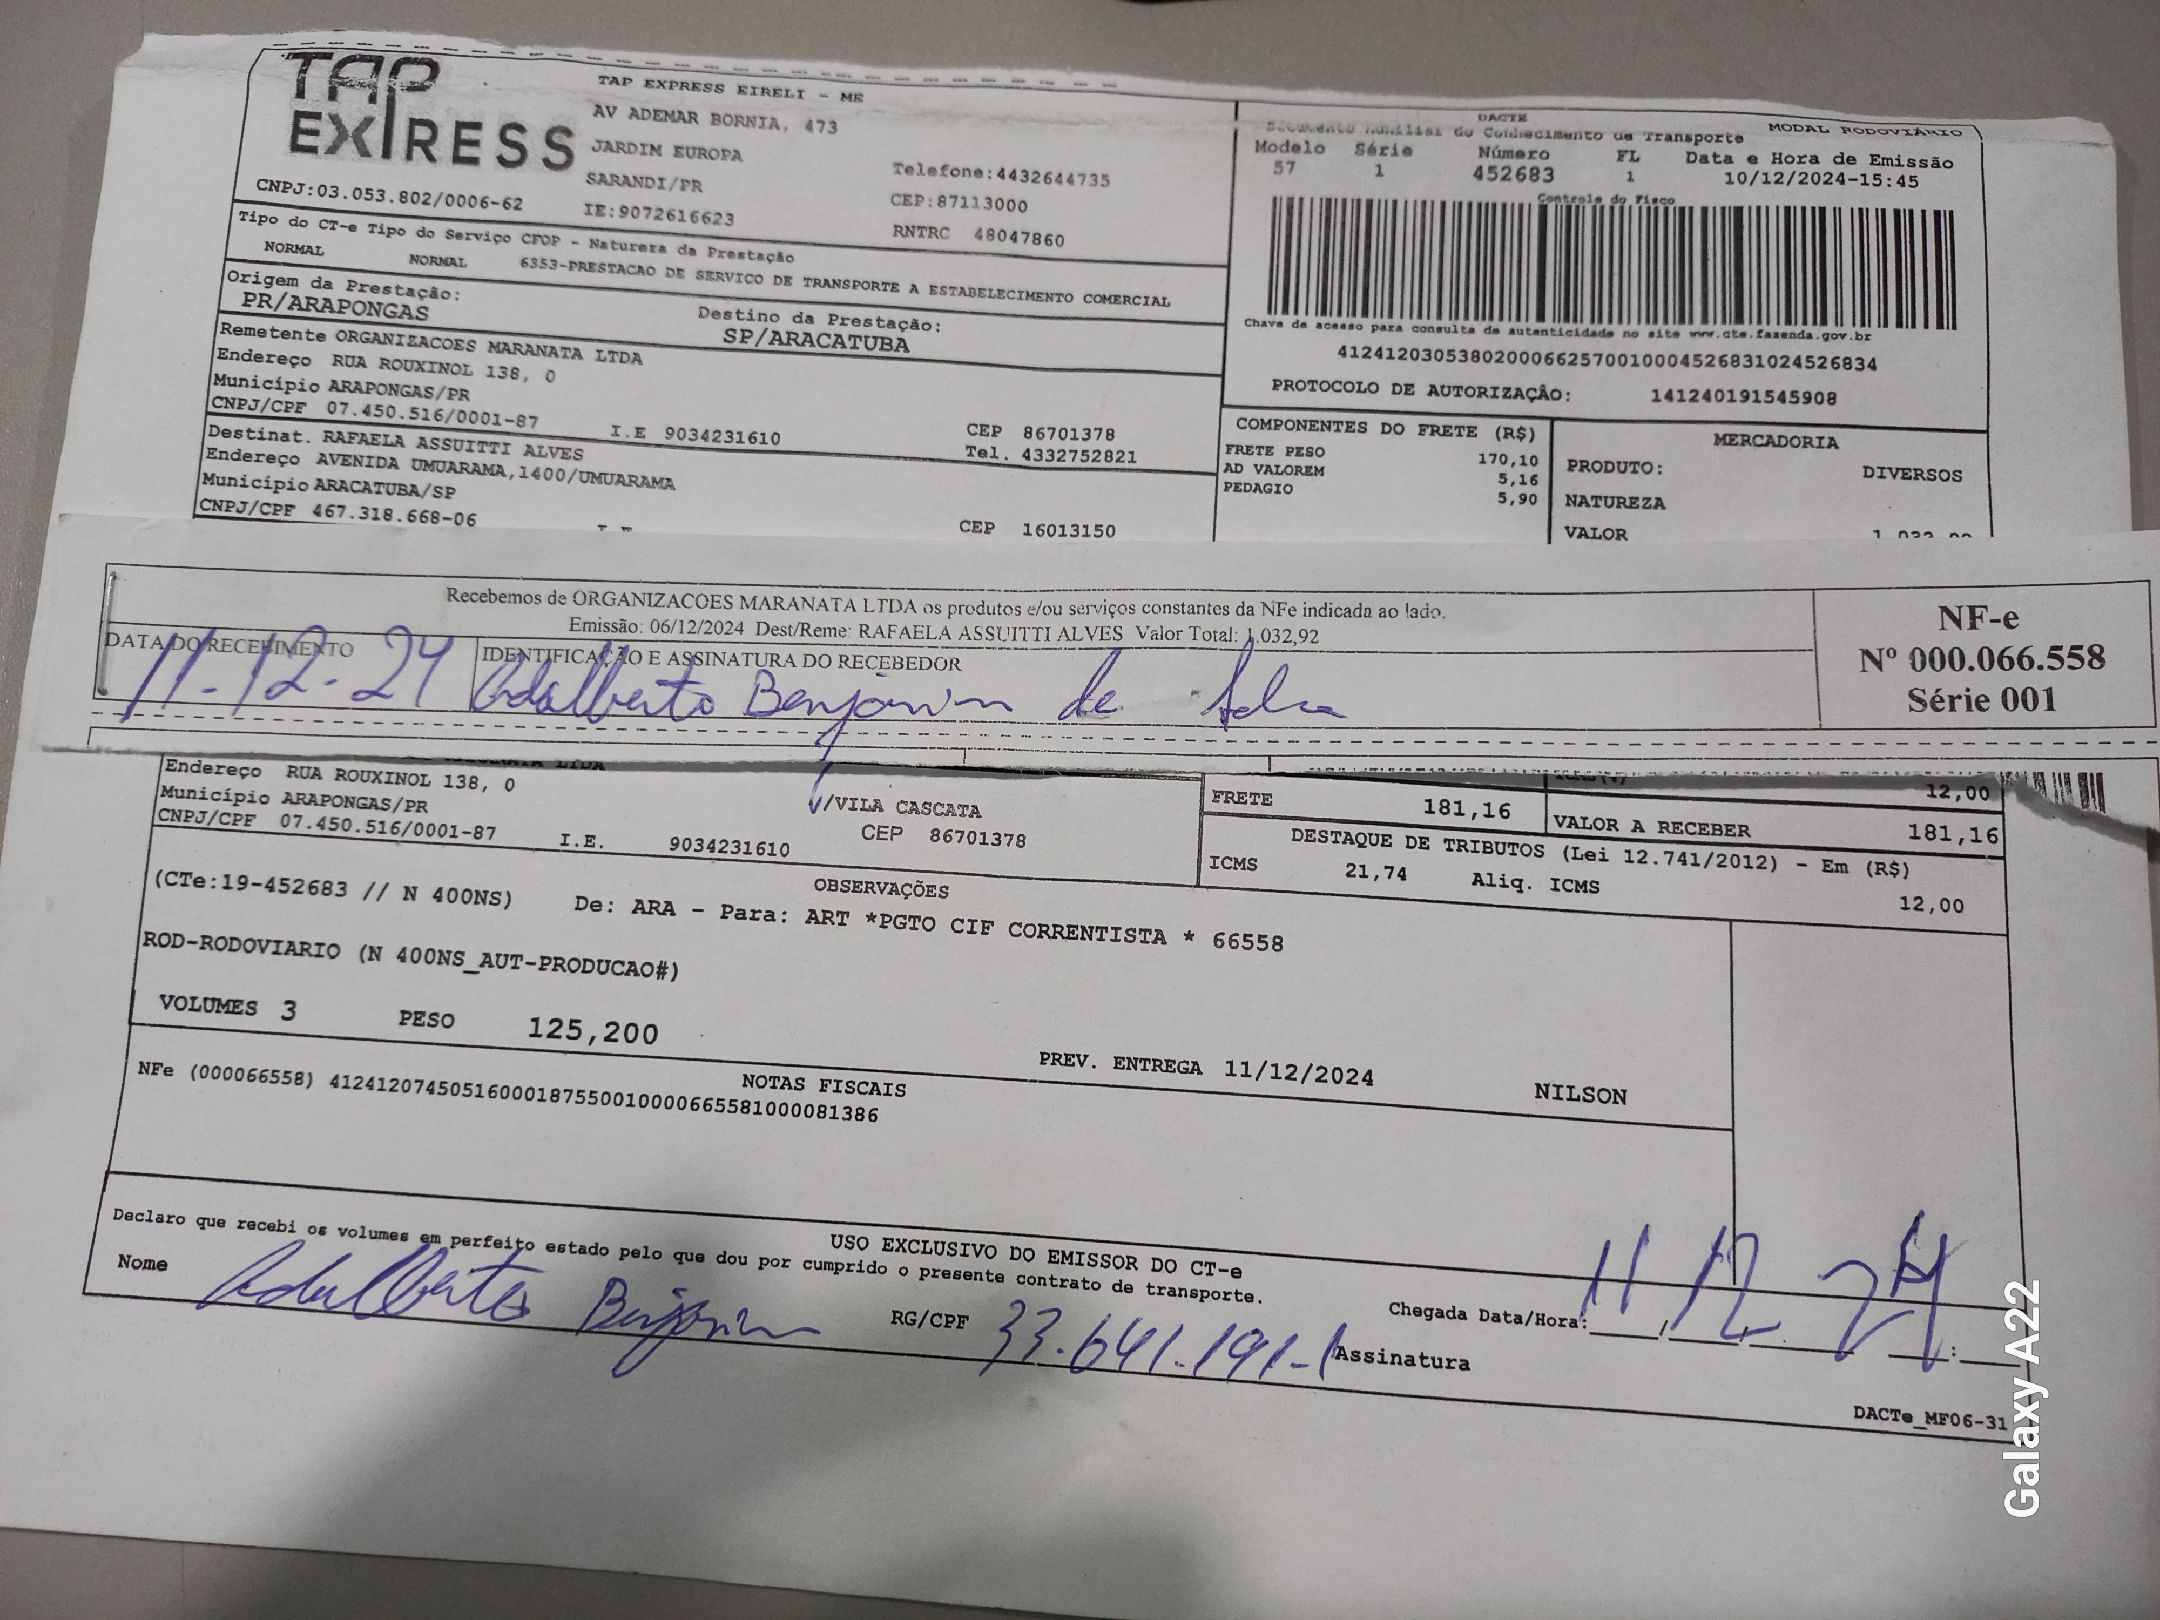 TAP EXPRESS
TAP EXPRESS EIRELI - ME
AV ADEMAR BORNIA, 473
JARDIM EUROPA
SARANDI/PR
Telefone:4432644735
CEP:87113000
CNPJ:03.053.802/0006-62
IE:9072616623
RNTRC 48047860
DACTE
Documento Auxiliar do Conhecimento de Transporte
MODAL RODOVIÁRIO
Modelo Série Número FL Data e Hora de Emissão
57 1 452683 1 10/12/2024-15:45
Controle do Fisco
Chave de acesso para consulta de autenticidade no site www.cte.fazenda.gov.br
41241203053802000662570010004526831024526834
PROTOCOLO DE AUTORIZAÇÂO: 141240191545908
Tipo do CT-e Tipo do Serviço CFOP - Natureza da Prestação
NORMAL NORMAL 6353-PRESTACAO DE SERVICO DE TRANSPORTE A ESTABELECIMENTO COMERCIAL
Origem da Prestação: Destino da Prestação:
PR/ARAPONGAS SP/ARACATUBA
Remetente ORGANIZACOES MARANATA LTDA
Endereço RUA ROUXINOL 138, 0
Município ARAPONGAS/PR
CEP 86701378
CNPJ/CPF 07.450.516/0001-87 I.E 9034231610 Tel. 4332752821
Destinat. RAFAELA ASSUITTI ALVES
Endereço AVENIDA UMUARAMA,1400/UMUARAMA
Município ARACATUBA/SP
CEP 16013150
CNPJ/CPF 467.318.668-06
COMPONENTES DO FRETE (R$)
FRETE PESO 170,10
AD VALOREM 5,16
PEDAGIO 5,90
MERCADORIA
PRODUTO: DIVERSOS
NATUREZA
VALOR
Recebemos de ORGANIZACOES MARANATA LTDA os produtos e/ou serviços constantes da NFe indicada ao lado.
Emissão: 06/12/2024 Dest/Reme: RAFAELA ASSUITTI ALVES Valor Total: 1.032,92
DATA DO RECEBIMENTO
IDENTIFICAÇÃO E ASSINATURA DO RECEBEDOR
11-12-24 Adalberto Benjamin de
NF-e
Nº 000.066.558
Série 001
Endereço RUA ROUXINOL 138, 0
/VILA CASCATA
Município ARAPONGAS/PR
CEP 86701378
CNPJ/CPF 07.450.516/0001-87 I.E. 9034231610
12,00
FRETE 181,16
VALOR A RECEBER 181,16
DESTAQUE DE TRIBUTOS (Lei 12.741/2012) - Em (R$)
ICMS 21,74 Aliq. ICMS 12,00
OBSERVAÇÕES
(CTe:19-452683 // N 400NS) De: ARA - Para: ART *PGTO CIF CORRENTISTA * 66558
ROD-RODOVIARIO (N 400NS_AUT-PRODUCAO#)
VOLUMES 3 PESO 125,200
PREV. ENTREGA 11/12/2024 NILSON
NOTAS FISCAIS
NFe (000066558) 41241207450516000187550010000665581000081386
USO EXCLUSIVO DO EMISSOR DO CT-e
Declaro que recebi os volumes em perfeito estado pelo que dou por cumprido o presente contrato de transporte.
Nome Adalberto Benjamin RG/CPF 33.641.191-1 Assinatura
Chegada Data/Hora: 11 12 24
DACTe_MF06-31
Galaxy A22